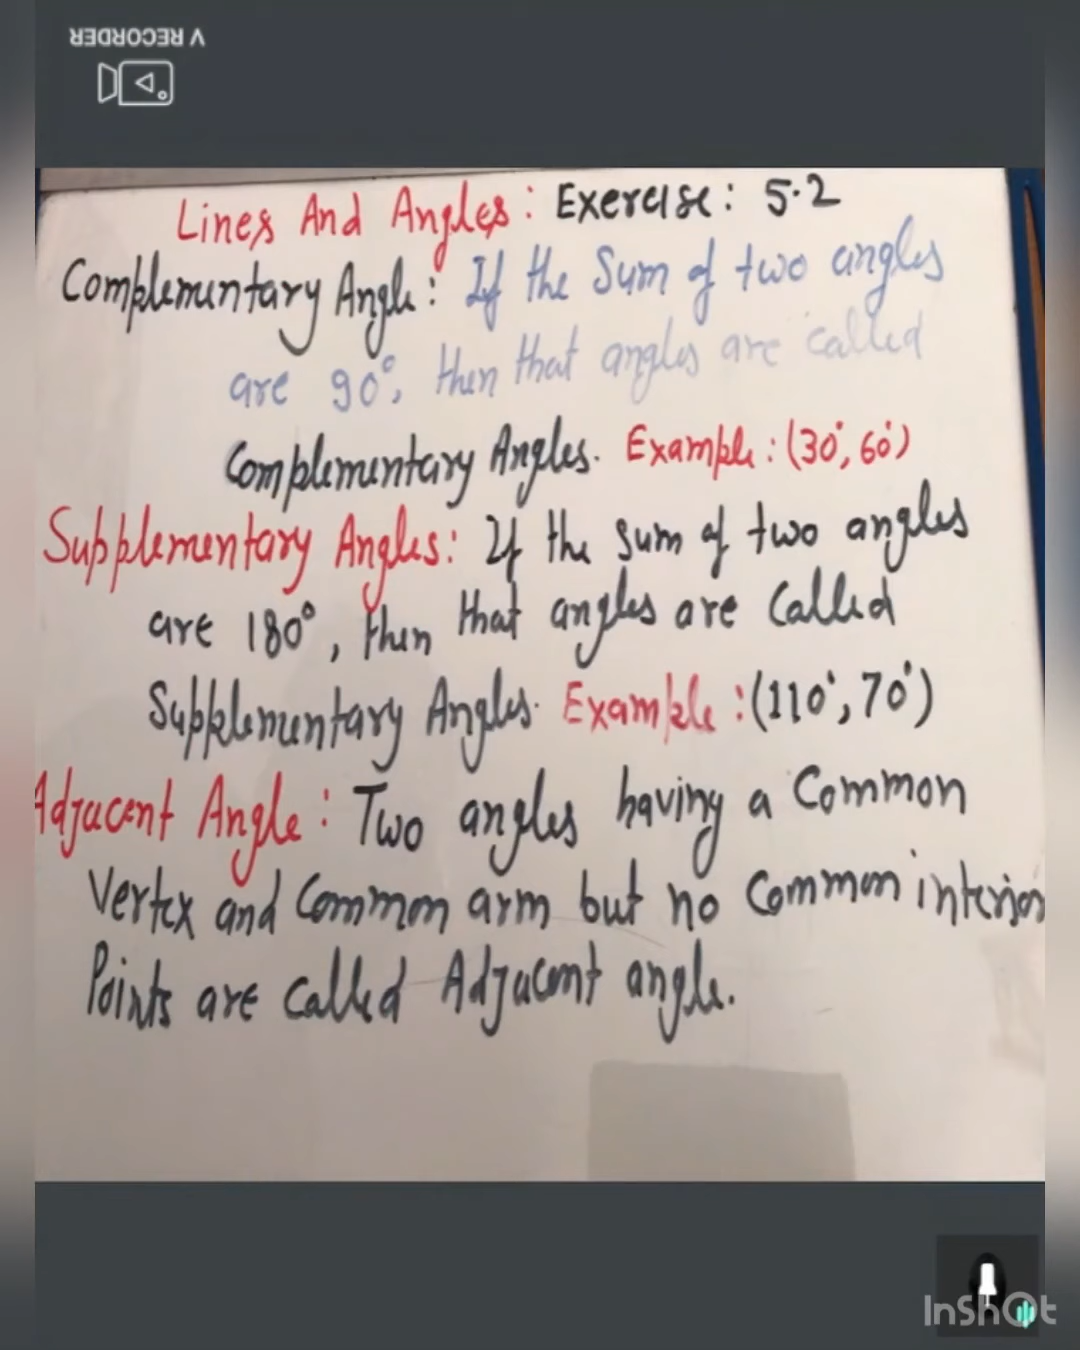 V RECORDER
Lines And Angles: Exercise: 5.2
Complementary Angle: If the Sum of two angles
are 90°, then that angles are called
Complementary Angles. Example: (30°, 60°)
Supplementary Angles: If the sum of two angles
are 180°, then that angles are called
Supplementary Angles. Example: (110°, 70°)
Adjacent Angle: Two angles having a Common
Vertex and Common arm but no Common interior
Points are called Adjacent angle.
InShOt